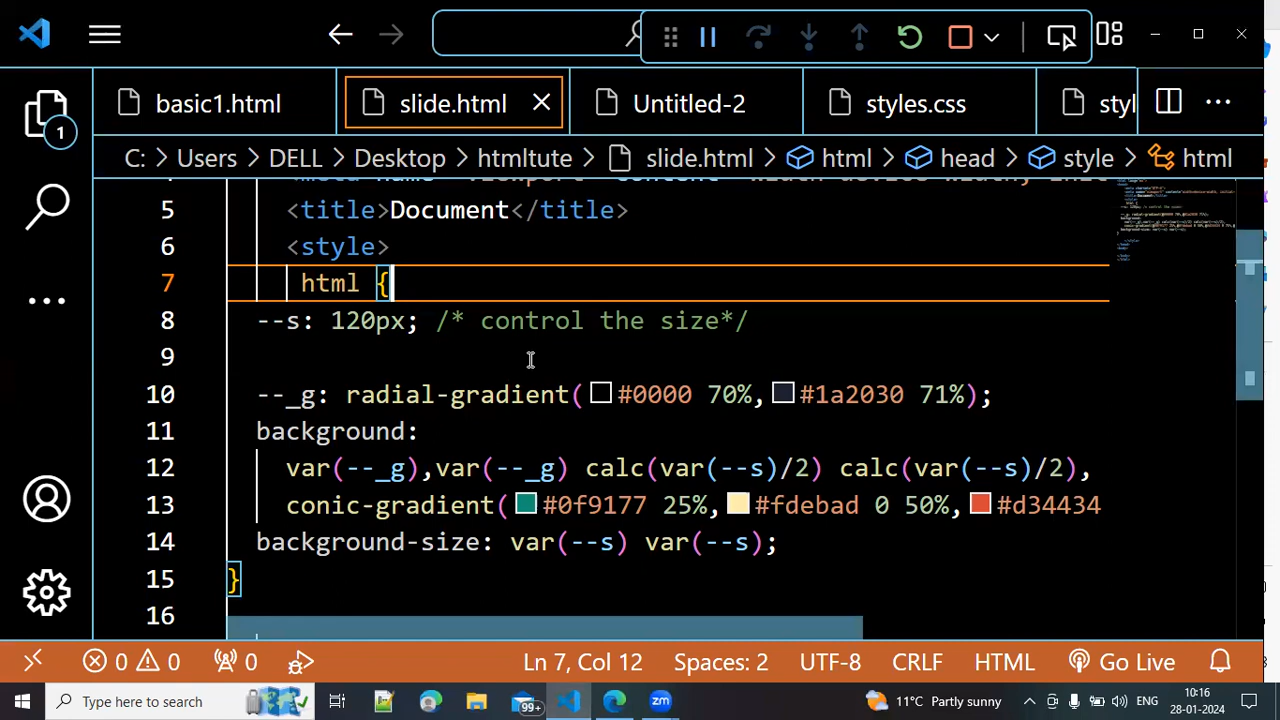 basic1.html
slide.html
Untitled-2
styles.css
C: > Users > DELL > Desktop > htmltute > slide.html > html > head > style > html
5 <title>Document</title>
6 <style>
7 html {
8 --s: 120px; /* control the size*/
9
10 --_g: radial-gradient(#0000 70%,#1a2030 71%);
11 background:
12 var(--_g),var(--_g) calc(var(--s)/2) calc(var(--s)/2),
13 conic-gradient(#0f9177 25%,#fdebad 0 50%,#d34434
14 background-size: var(--s) var(--s);
15 }
16
1
0 0 0 Ln 7, Col 12 Spaces: 2 UTF-8 CRLF HTML Go Live
Type here to search 99+ zm 11°C Partly sunny ENG 10:16
28-01-2024